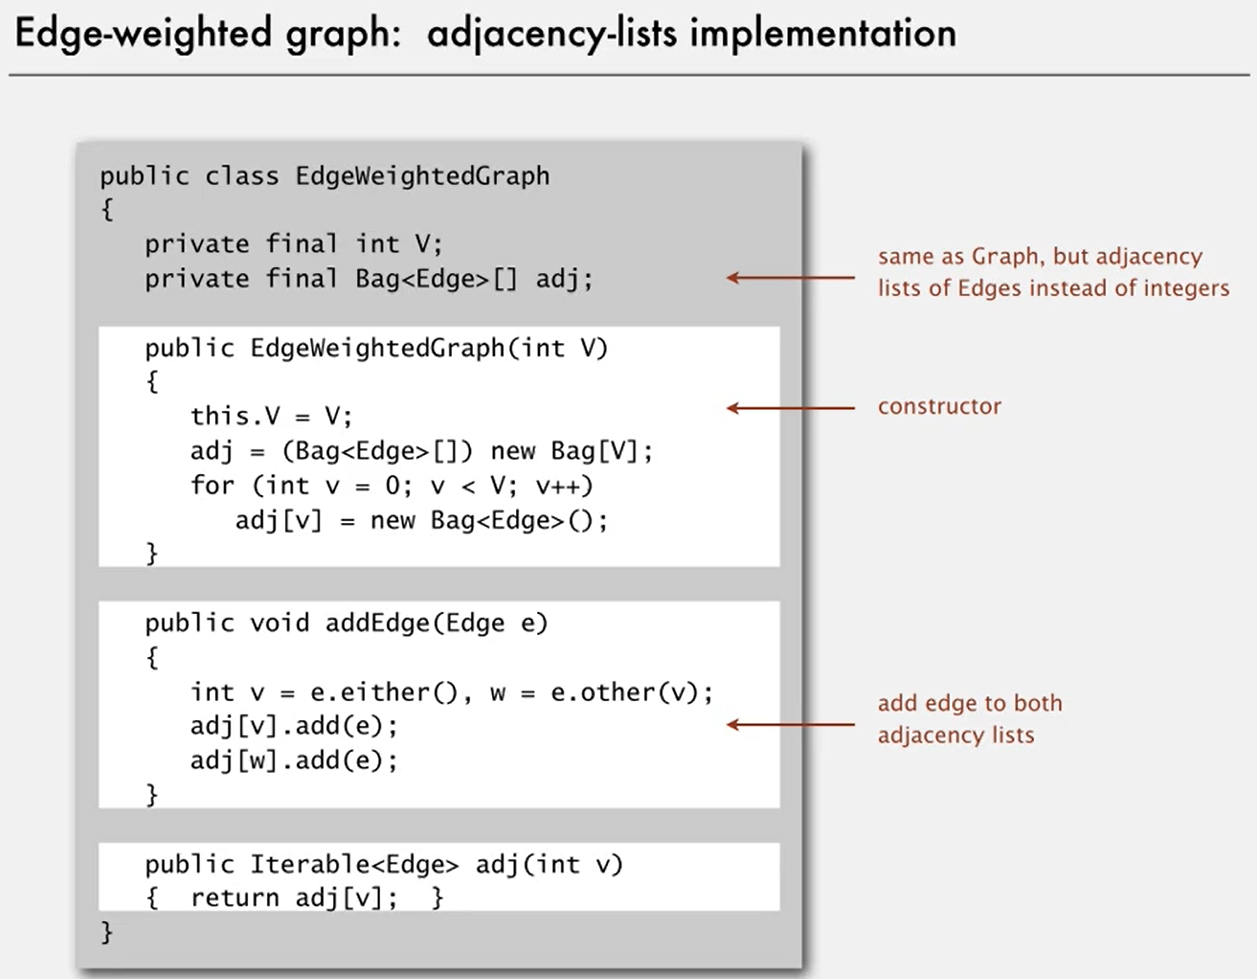 Edge-weighted graph: adjacency-lists implementation
public class EdgeWeightedGraph
{
private final int V;
private final Bag<Edge>[] adj;
same as Graph, but adjacency
lists of Edges instead of integers
public EdgeWeightedGraph(int V)
{
this.V = V;
adj = (Bag<Edge>[]) new Bag[V];
for (int v = 0; v < V; v++)
adj[v] = new Bag<Edge>();
}
constructor
public void addEdge(Edge e)
{
int v = e.either(), w = e.other(v);
adj[v].add(e);
adj[w].add(e);
}
add edge to both
adjacency lists
public Iterable<Edge> adj(int v)
{ return adj[v]; }
}